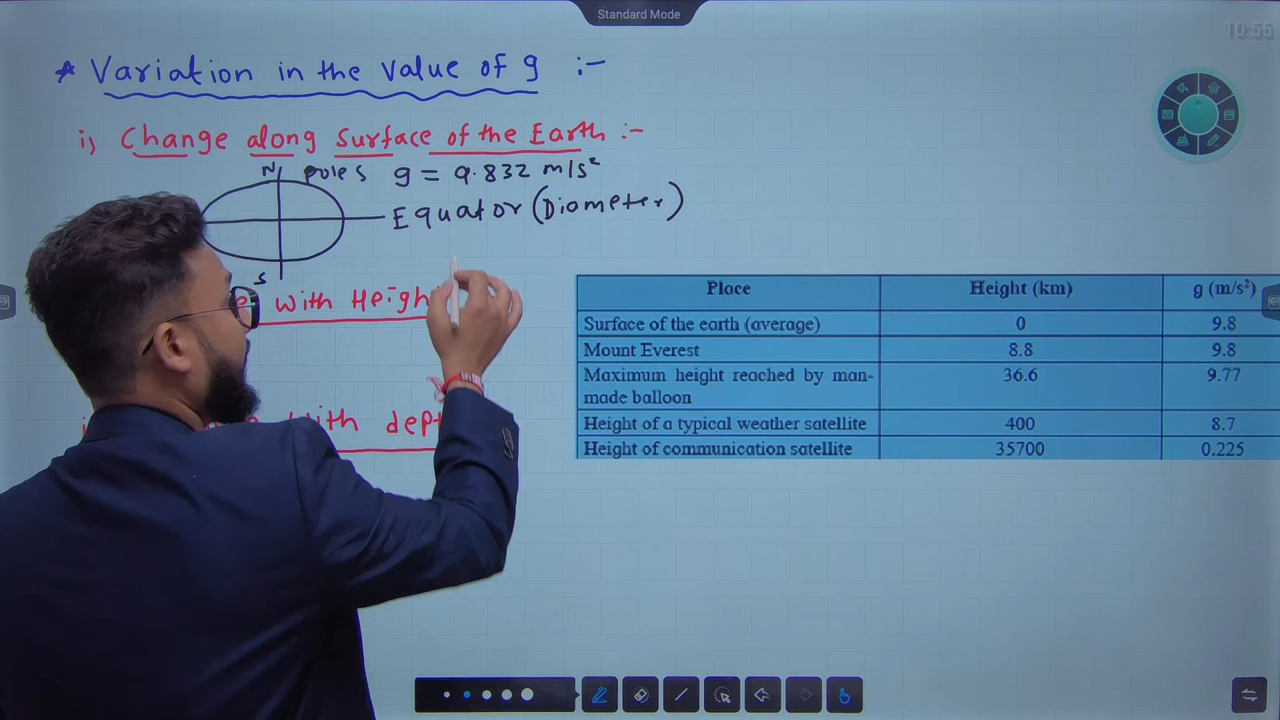 Standard Mode
10:55
* Variation in the value of g :-
i) Change along surface of the Earth :-
N poles g = 9.832 m/s²
Equator (Diometer)
S
with Heigh
with dept
Place Height (km) g (m/s²)
Surface of the earth (average) 0 9.8
Mount Everest 8.8 9.8
Maximum height reached by man-
made balloon 36.6 9.77
Height of a typical weather satellite 400 8.7
Height of communication satellite 35700 0.225